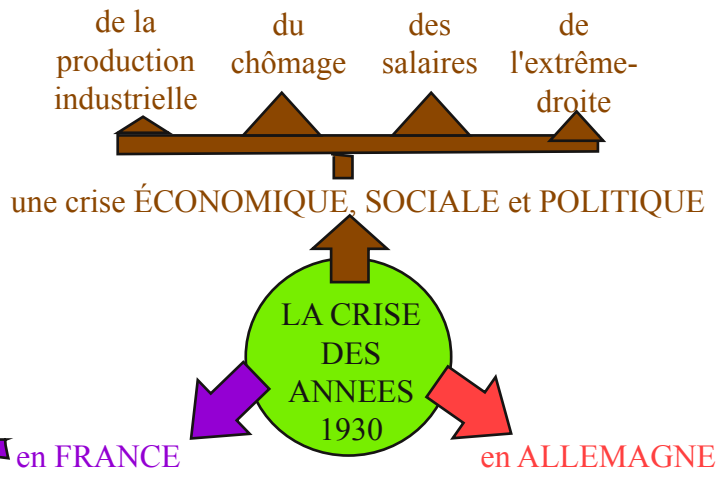 de la
production
industrielle
du
chômage
des
salaires
de
l'extrême-
droite
une crise ÉCONOMIQUE, SOCIALE et POLITIQUE
LA CRISE
DES
ANNEES
1930
en FRANCE
en ALLEMAGNE